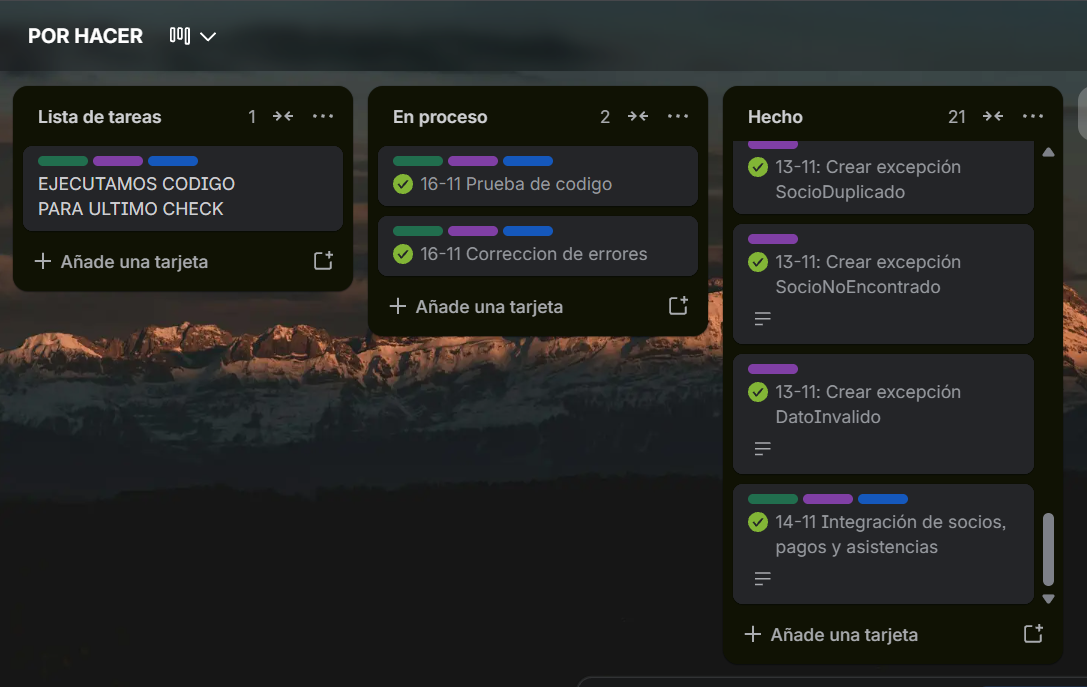 POR HACER
Lista de tareas 1
EJECUTAMOS CODIGO
PARA ULTIMO CHECK
Añade una tarjeta
En proceso 2
16-11 Prueba de codigo
16-11 Correccion de errores
Añade una tarjeta
Hecho 21
13-11: Crear excepción
SocioDuplicado
13-11: Crear excepción
SocioNoEncontrado
13-11: Crear excepción
DatoInvalido
14-11 Integración de socios,
pagos y asistencias
Añade una tarjeta